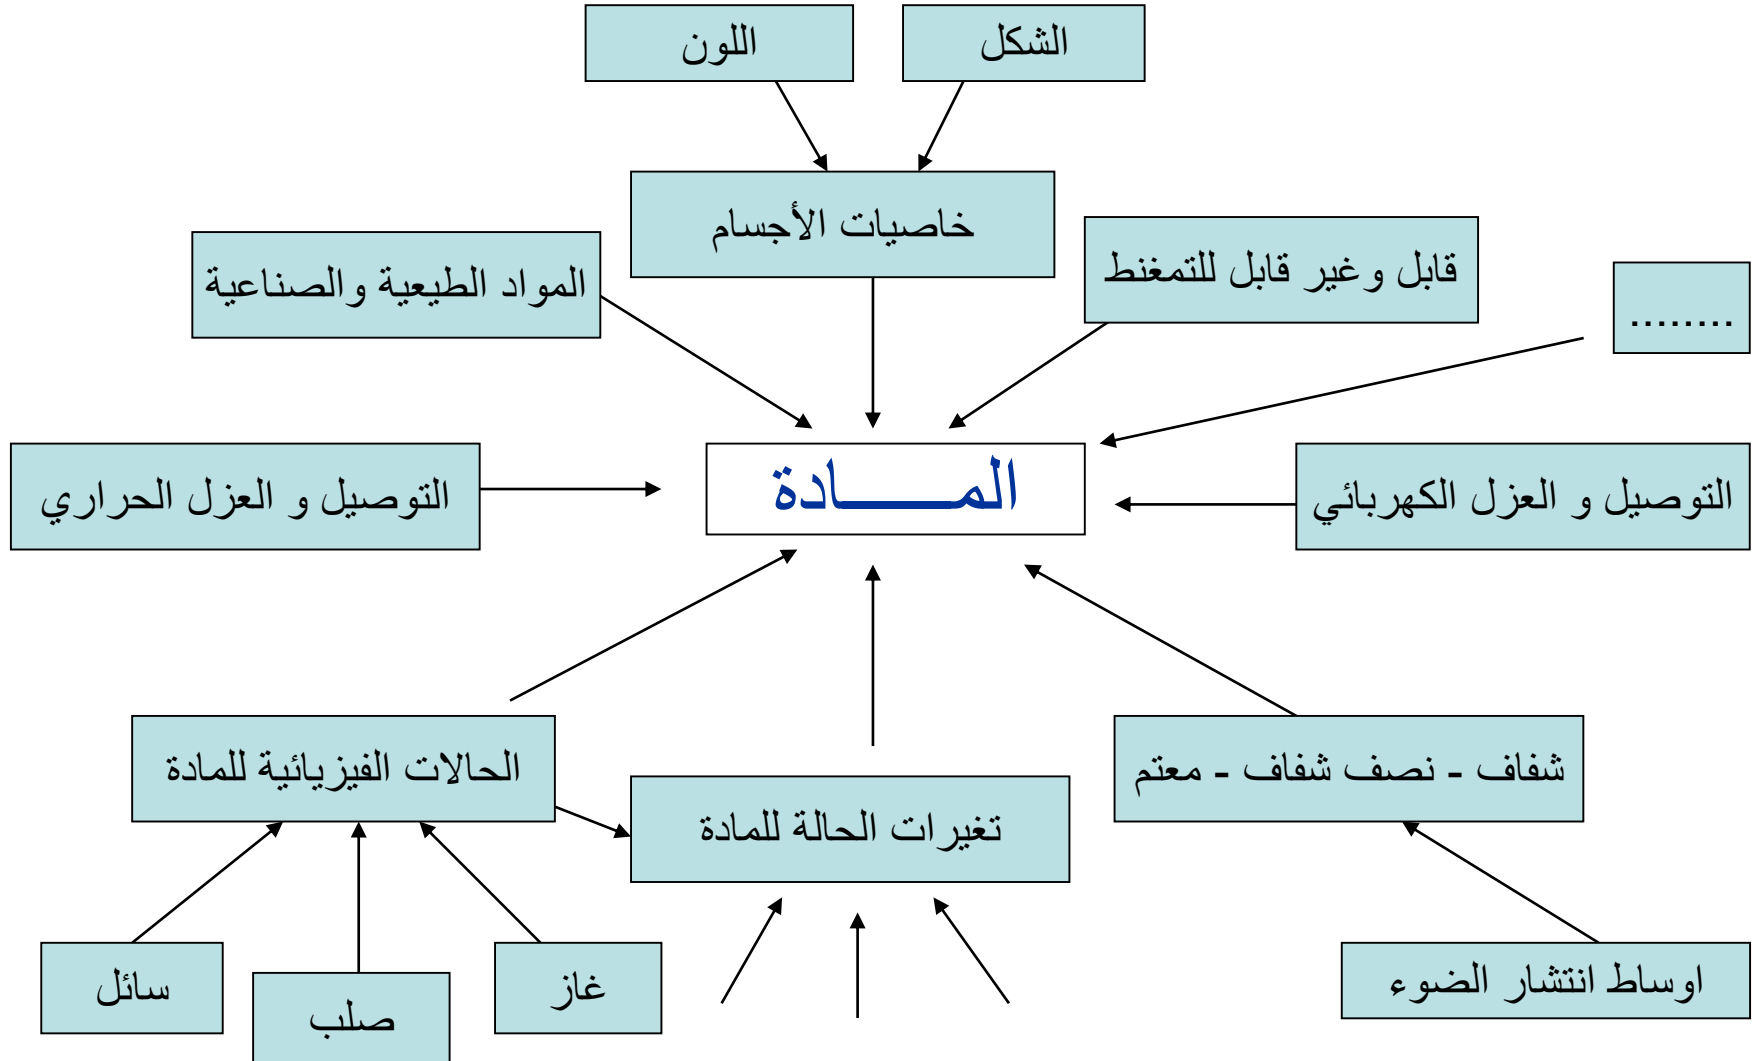 الشكل
اللون
خاصيات الأجسام
قابل وغير قابل للتمغنط
المواد الطيعية والصناعية
........
المـــــادة
التوصيل و العزل الكهربائي
التوصيل و العزل الحراري
شفاف - نصف شفاف - معتم
الحالات الفيزيائية للمادة
تغيرات الحالة للمادة
اوساط انتشار الضوء
غاز
صلب
سائل